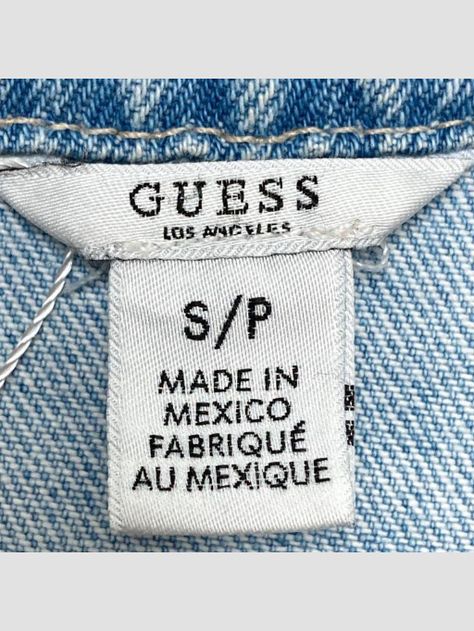 GUESS
LOS ANGELES
S/P
MADE IN
MEXICO
FABRIQUÉ
AU MEXIQUE